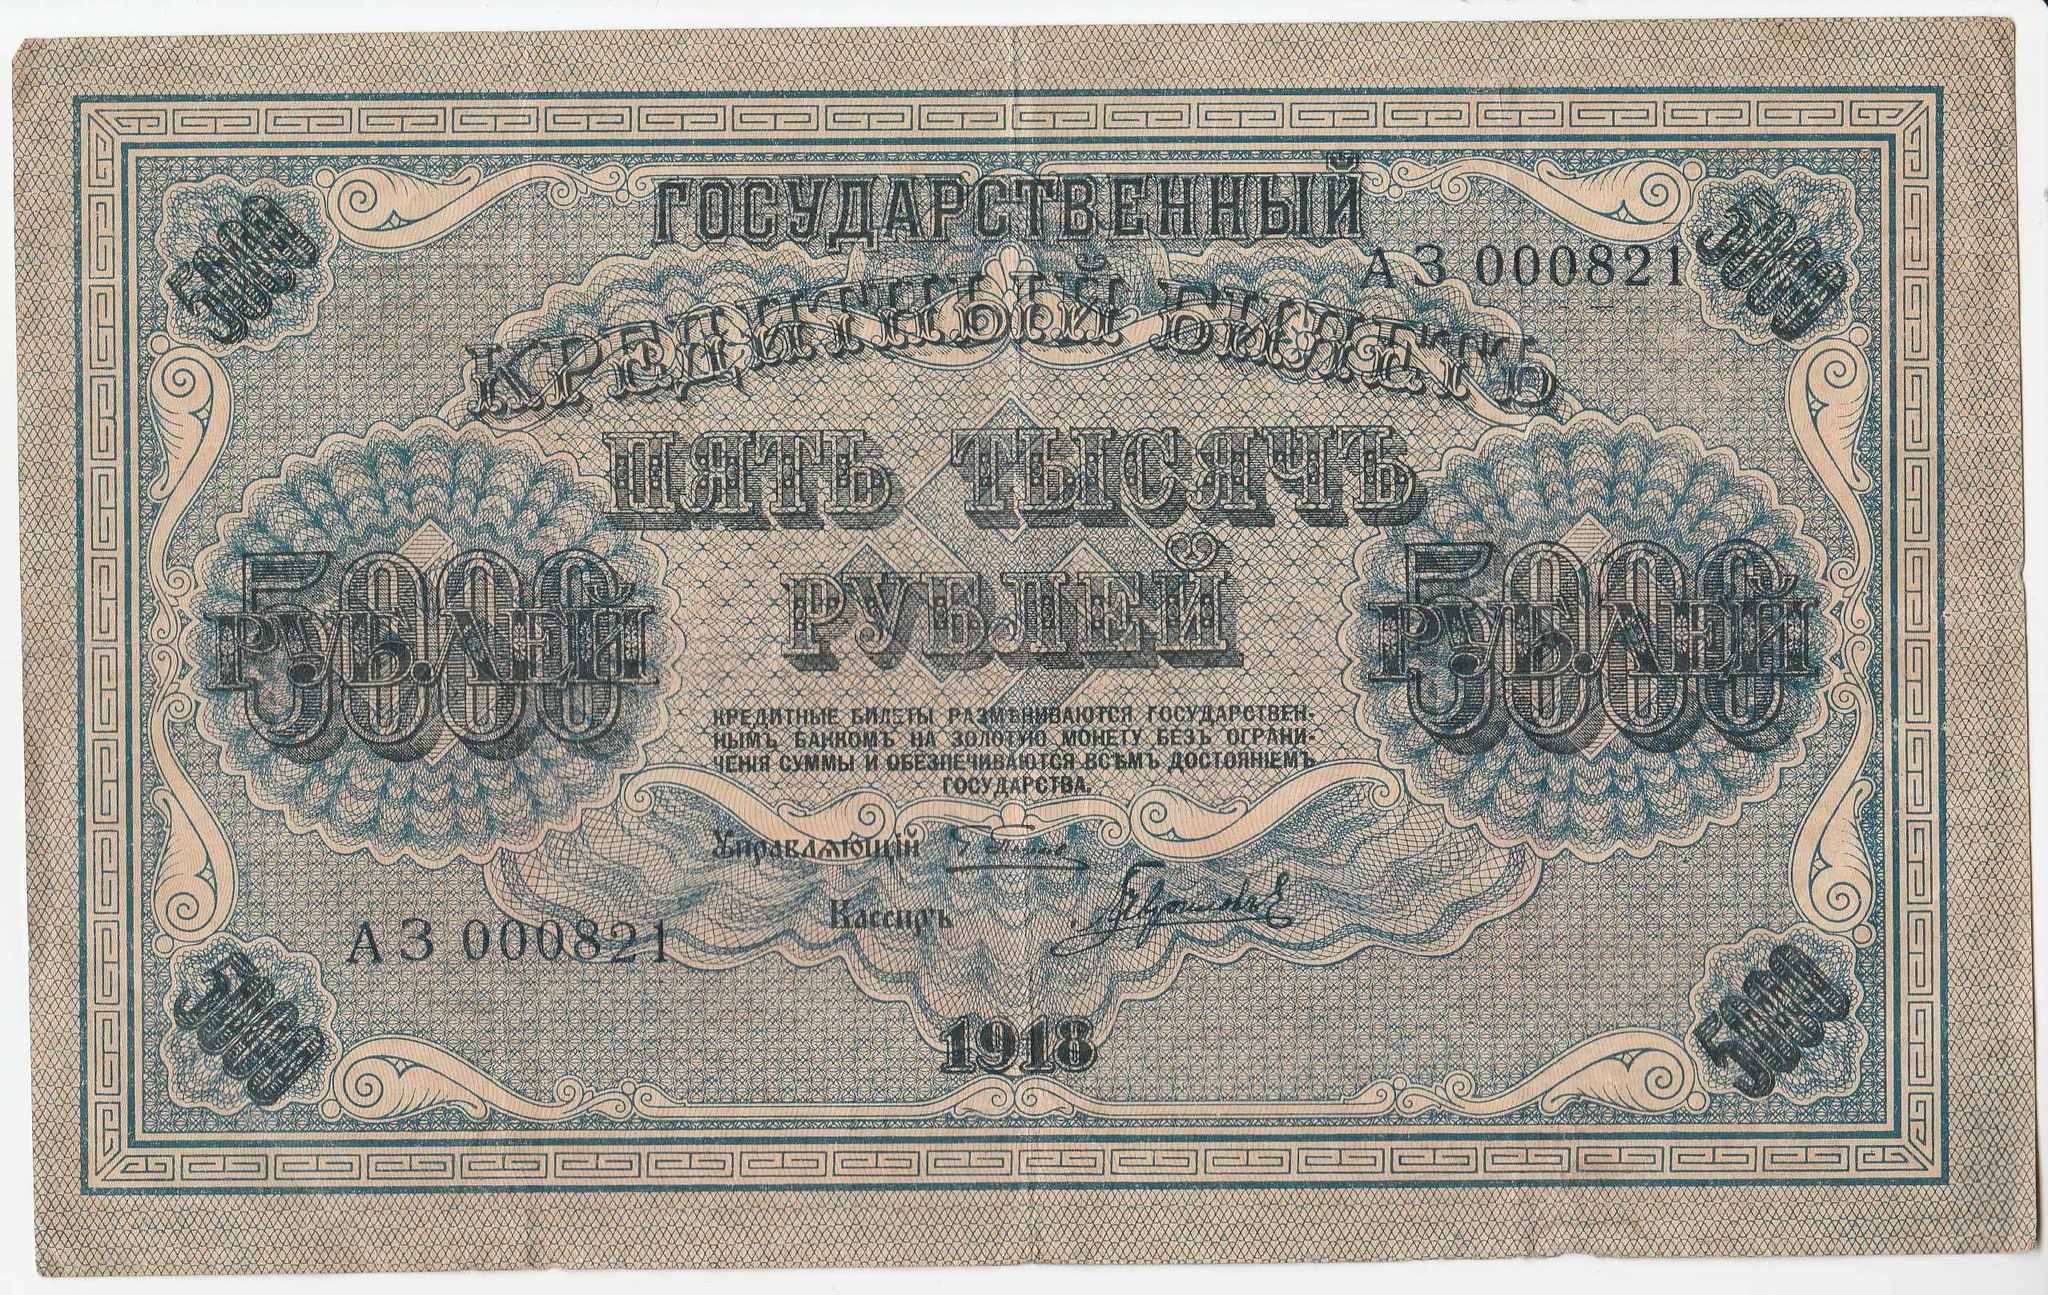 5000
ГОСУДАРСТВЕННЫЙ
5000
АЗ 000821
КРЕДИТНЫЙ БИЛЕТЪ
ПЯТЬ ТЫСЯЧЪ
РУБЛЕЙ
5000
РУБЛЕЙ
5000
РУБЛЕЙ
КРЕДИТНЫЕ БИЛЕТЫ РАЗМѢНИВАЮТСЯ ГОСУДАРСТВЕН-
НЫМЪ БАНКОМЪ НА ЗОЛОТУЮ МОНЕТУ БЕЗЪ ОГРАНИ-
ЧЕНІЯ СУММЫ И ОБЕЗПЕЧИВАЮТСЯ ВСѢМЪ ДОСТОЯНІЕМЪ
ГОСУДАРСТВА.
Управляющій
Кассиръ
АЗ 000821
5000
1918
5000